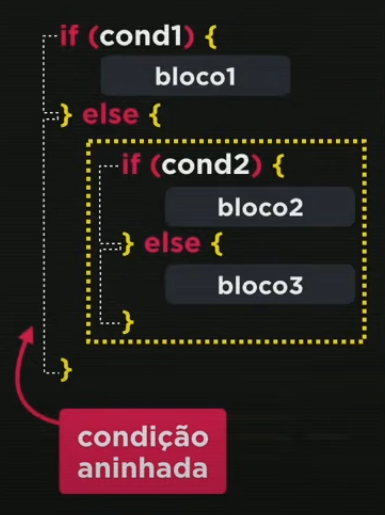 if (cond1) {
bloco1
} else {
if (cond2) {
bloco2
} else {
bloco3
}
}
condição
aninhada